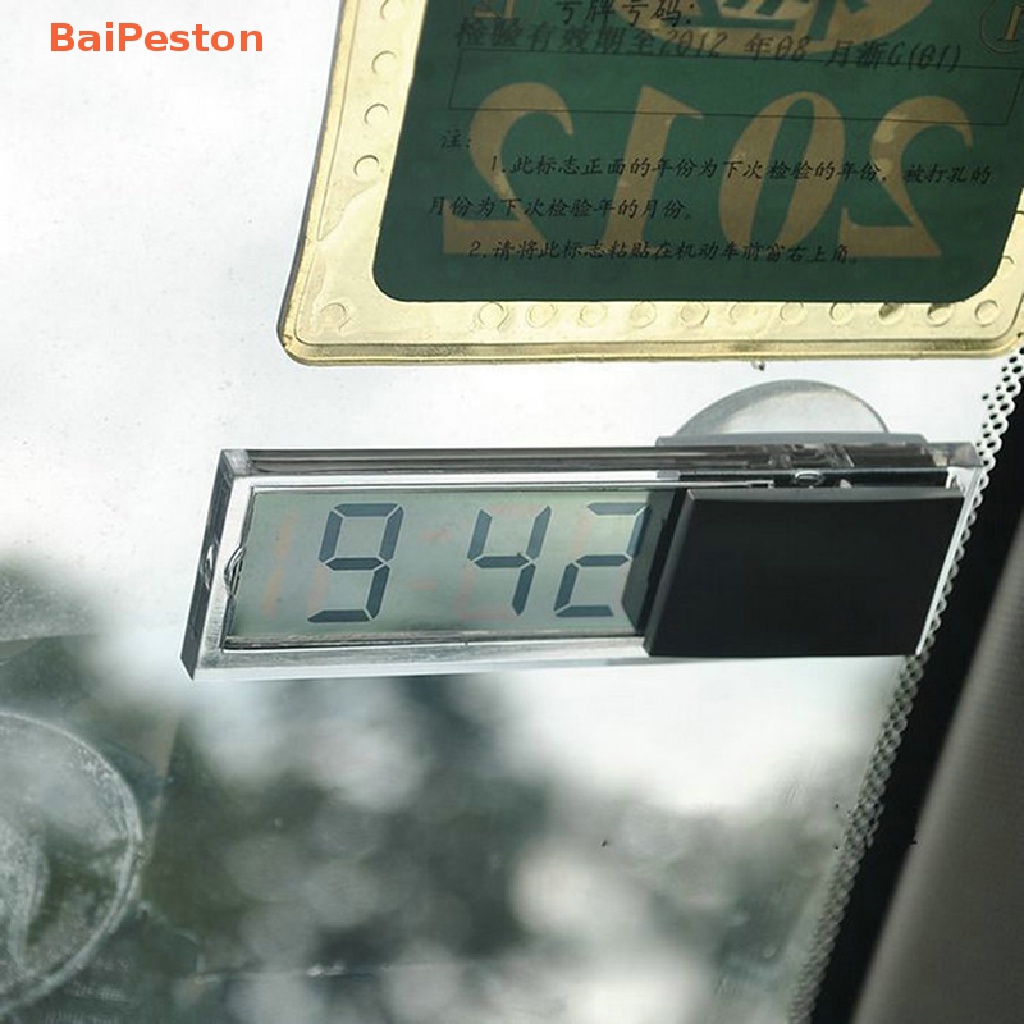 BaiPeston
号牌号码:
检验有效期至2012 年08 月浙G(01)
2012
注:
1.此标志正面的年份为下次检验的年份，被打孔的
月份为下次检验年的月份。
2.请将此标志粘贴在机动车前窗右上角。
9 42